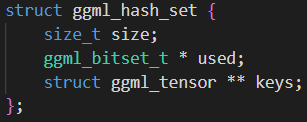 struct ggml_hash_set {
    size_t size;
    ggml_bitset_t * used;
    struct ggml_tensor ** keys;
};